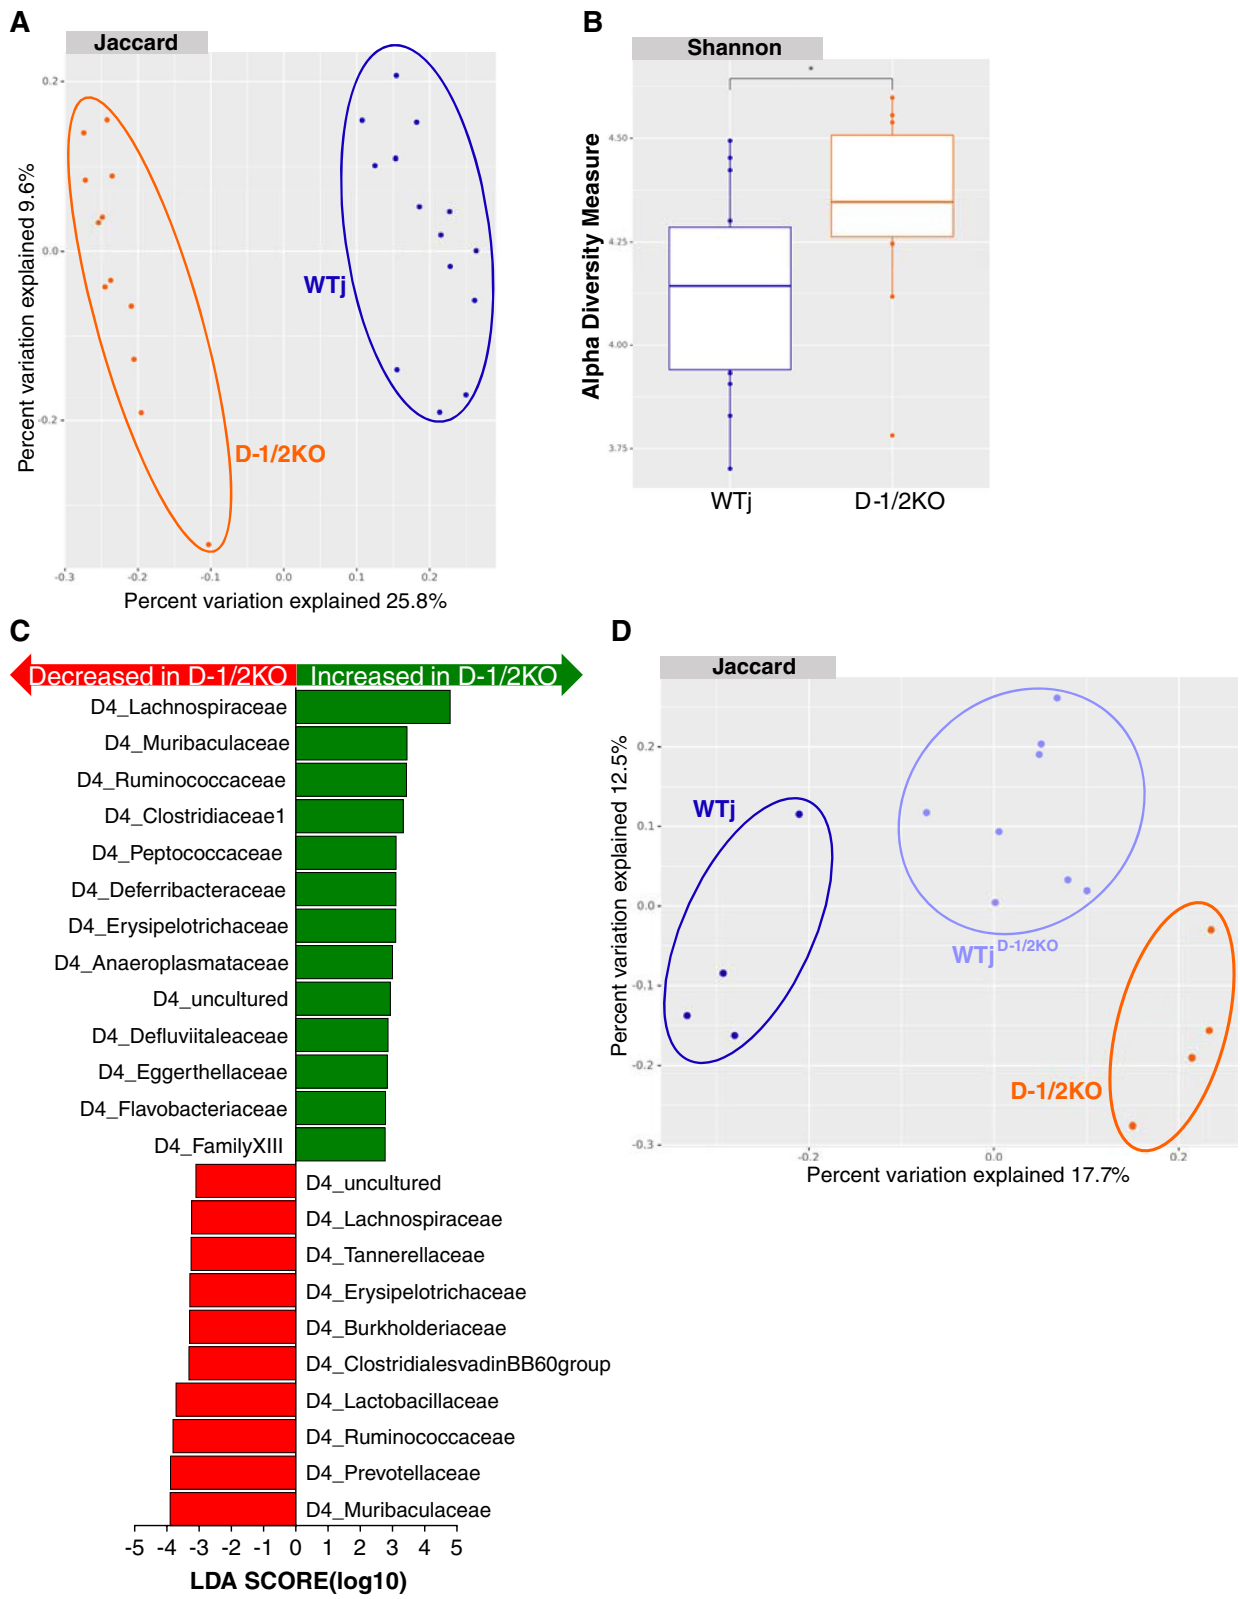 A
Jaccard
Percent variation explained 9.6%
0.2
0.0
-0.2
WTj
D-1/2KO
-0.3
-0.2
-0.1
0.0
0.1
0.2
Percent variation explained 25.8%
B
Shannon
*
Alpha Diversity Measure
4.50
4.25
4.00
3.75
WTj
D-1/2KO
C
Decreased in D-1/2KO
Increased in D-1/2KO
D4_Lachnospiraceae
D4_Muribaculaceae
D4_Ruminococcaceae
D4_Clostridiaceae1
D4_Peptococcaceae
D4_Deferribacteraceae
D4_Erysipelotrichaceae
D4_Anaeroplasmataceae
D4_uncultured
D4_Defluviitaleaceae
D4_Eggerthellaceae
D4_Flavobacteriaceae
D4_FamilyXIII
D4_uncultured
D4_Lachnospiraceae
D4_Tannerellaceae
D4_Erysipelotrichaceae
D4_Burkholderiaceae
D4_ClostridialesvadinBB60group
D4_Lactobacillaceae
D4_Ruminococcaceae
D4_Prevotellaceae
D4_Muribaculaceae
-5 -4 -3 -2 -1 0 1 2 3 4 5
LDA SCORE(log10)
D
Jaccard
Percent variation explained 12.5%
0.2
0.1
0.0
-0.1
-0.2
-0.3
WTj
WTj D-1/2KO
D-1/2KO
-0.2
0.0
0.2
Percent variation explained 17.7%